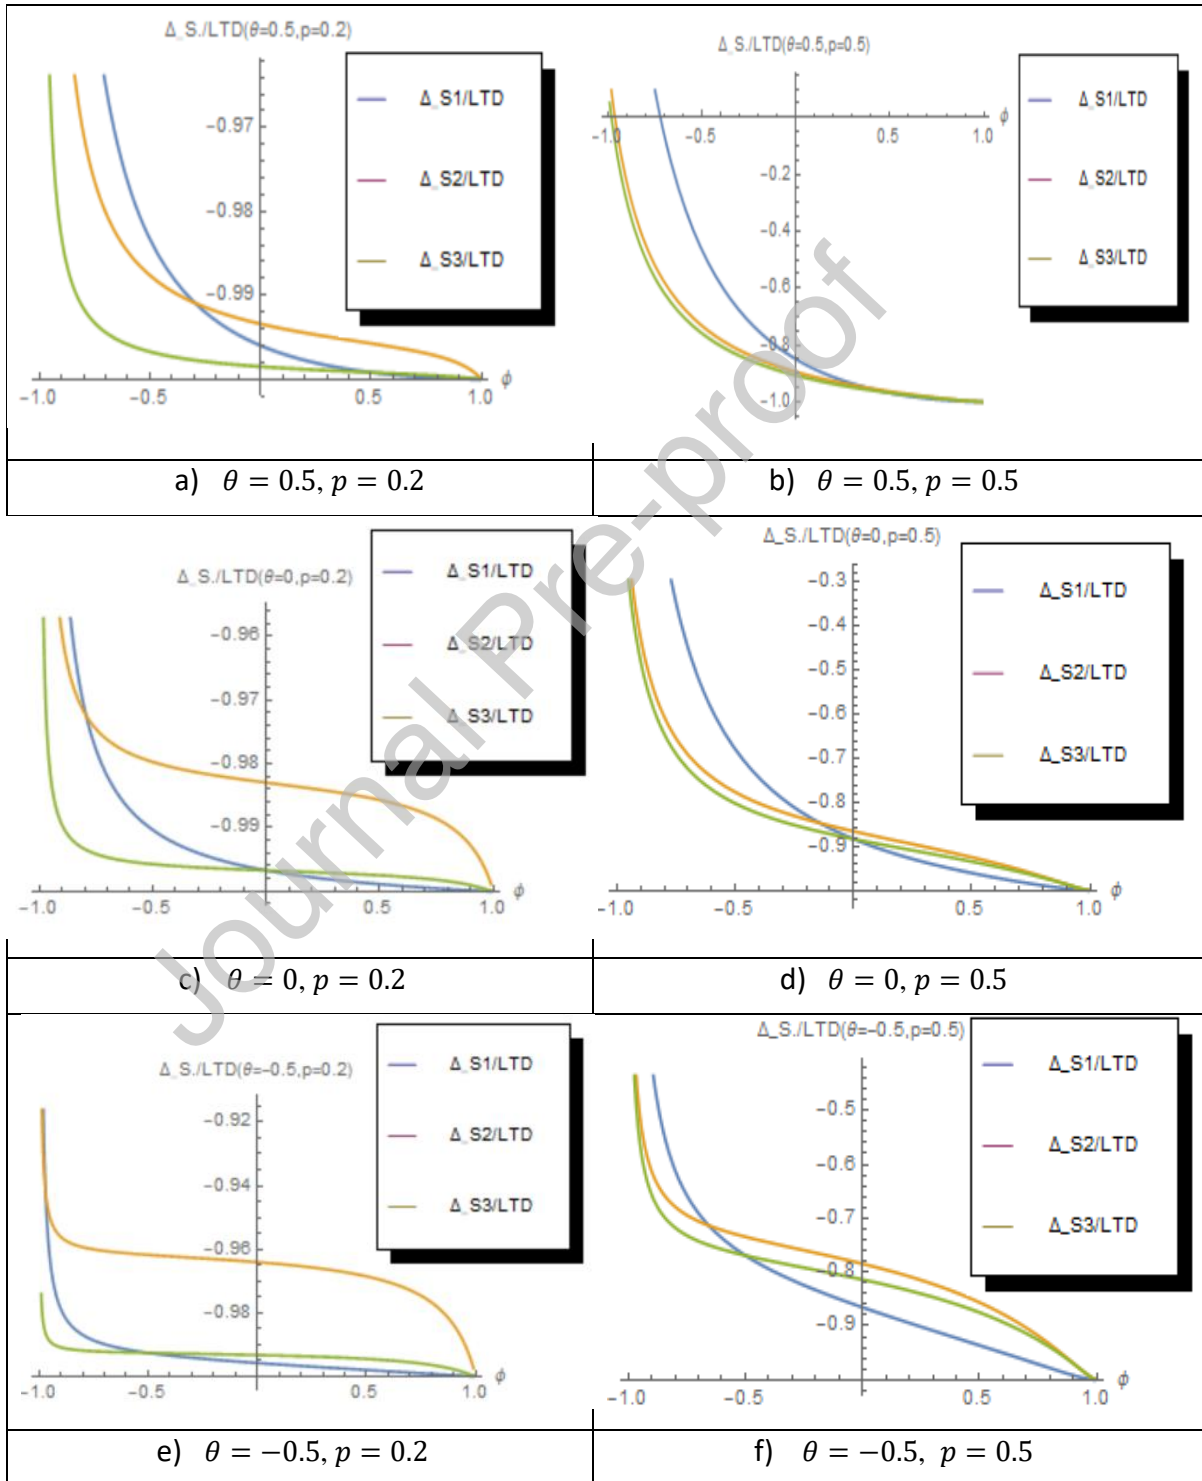 Δ_S./LTD(θ=0.5,p=0.2)
Δ_S1/LTD
Δ_S2/LTD
Δ_S3/LTD
−0.97
−0.98
−0.99
−1.0
−0.5
0.5
1.0
ϕ
Δ_S./LTD(θ=0.5,p=0.5)
Δ_S1/LTD
Δ_S2/LTD
Δ_S3/LTD
−1.0
−0.5
0.5
1.0
ϕ
−0.2
−0.4
−0.6
−0.8
−1.0
a) θ = 0.5, p = 0.2
b) θ = 0.5, p = 0.5
Δ_S./LTD(θ=0,p=0.2)
Δ_S1/LTD
Δ_S2/LTD
Δ_S3/LTD
−0.96
−0.97
−0.98
−0.99
−1.0
−0.5
0.5
1.0
ϕ
Δ_S./LTD(θ=0,p=0.5)
Δ_S1/LTD
Δ_S2/LTD
Δ_S3/LTD
−0.3
−0.4
−0.5
−0.6
−0.7
−0.8
−0.9
−1.0
−0.5
0.5
1.0
ϕ
c) θ = 0, p = 0.2
d) θ = 0, p = 0.5
Δ_S./LTD(θ=−0.5,p=0.2)
Δ_S1/LTD
Δ_S2/LTD
Δ_S3/LTD
−0.92
−0.94
−0.96
−0.98
−1.0
−0.5
0.5
1.0
ϕ
Δ_S./LTD(θ=−0.5,p=0.5)
Δ_S1/LTD
Δ_S2/LTD
Δ_S3/LTD
−0.5
−0.6
−0.7
−0.8
−0.9
−1.0
−0.5
0.5
1.0
ϕ
e) θ = −0.5, p = 0.2
f) θ = −0.5, p = 0.5
Journal Pre-proof